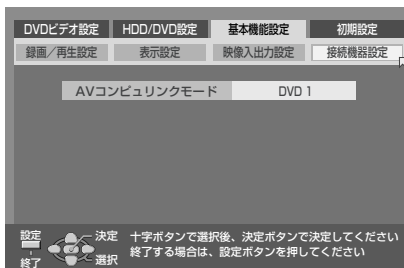 DVDビデオ設定 HDD/DVD設定 基本機能設定 初期設定
録画／再生設定 表示設定 映像入出力設定 接続機器設定
AVコンピュリンクモード DVD 1
設定 決定 十字ボタンで選択後、決定ボタンで決定してください
終了 選択 終了する場合は、設定ボタンを押してください